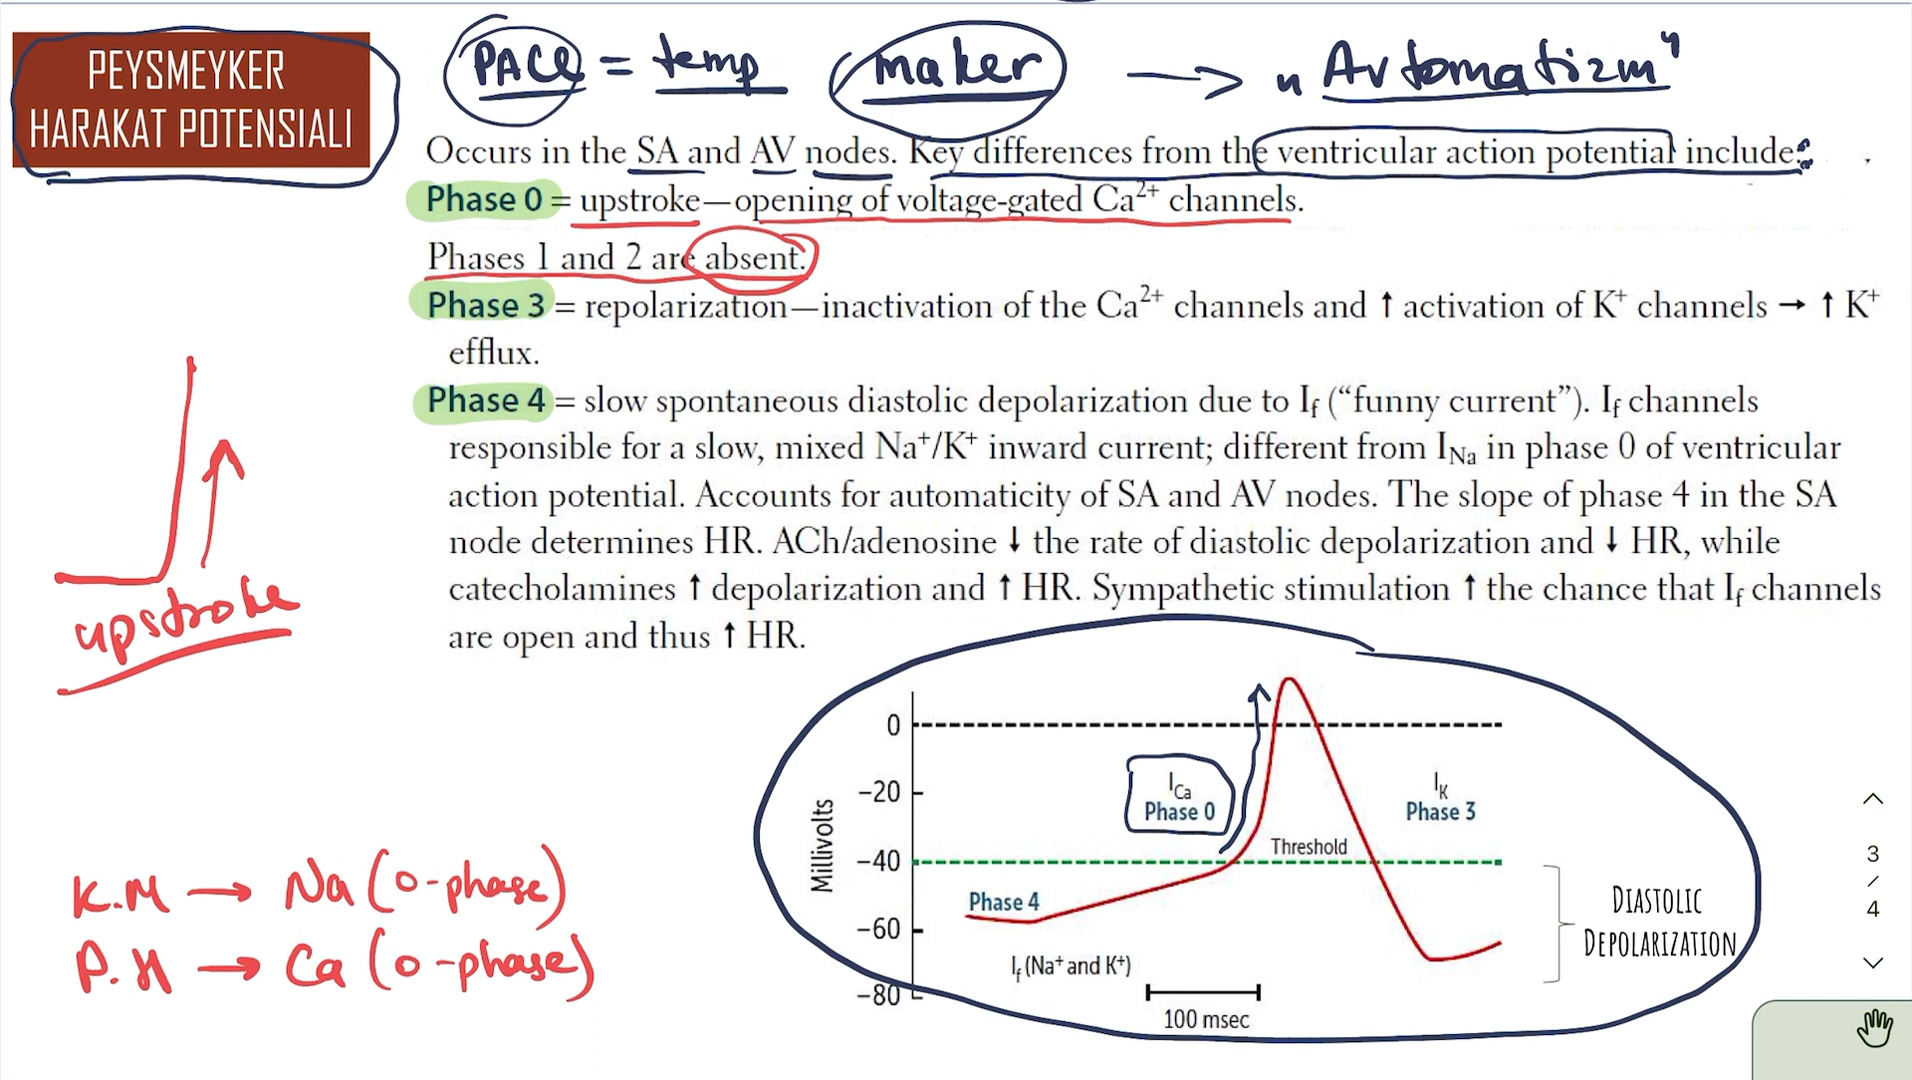 PEYSMEYKER
HARAKAT POTENSIALI
PACE = temp maker → "Avtomatizm"
Occurs in the SA and AV nodes. Key differences from the ventricular action potential include:
Phase 0 = upstroke—opening of voltage-gated Ca²⁺ channels.
Phases 1 and 2 are absent.
Phase 3 = repolarization—inactivation of the Ca²⁺ channels and ↑ activation of K⁺ channels → ↑ K⁺
efflux.
Phase 4 = slow spontaneous diastolic depolarization due to If (“funny current”). If channels
responsible for a slow, mixed Na⁺/K⁺ inward current; different from INa in phase 0 of ventricular
action potential. Accounts for automaticity of SA and AV nodes. The slope of phase 4 in the SA
node determines HR. ACh/adenosine ↓ the rate of diastolic depolarization and ↓ HR, while
catecholamines ↑ depolarization and ↑ HR. Sympathetic stimulation ↑ the chance that If channels
are open and thus ↑ HR.
upstroke
K.M → Na (0-phase)
P.H → Ca (0-phase)
Millivolts
0
−20
−40
−60
−80
ICa
Phase 0
IK
Phase 3
Threshold
Phase 4
If (Na⁺ and K⁺)
100 msec
DIASTOLIC
DEPOLARIZATION
3
/
4